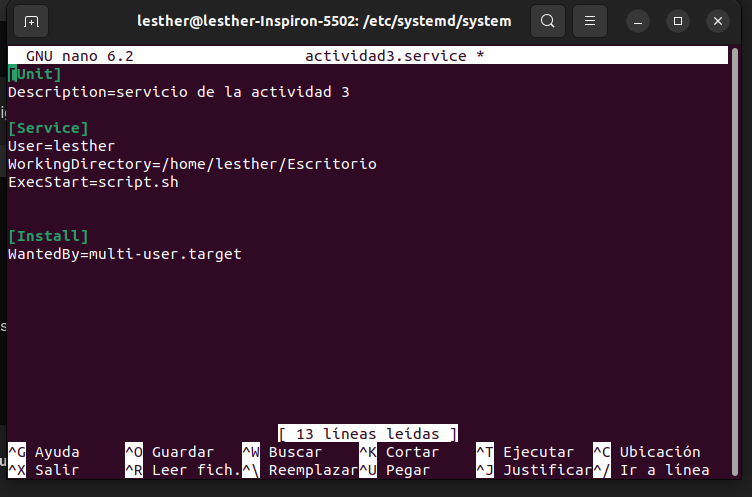 lesther@lesther-Inspiron-5502: /etc/systemd/system
GNU nano 6.2 actividad3.service *
[Unit]
Description=servicio de la actividad 3
[Service]
User=lesther
WorkingDirectory=/home/lesther/Escritorio
ExecStart=script.sh
[Install]
WantedBy=multi-user.target
[ 13 líneas leídas ]
^G Ayuda ^O Guardar ^W Buscar ^K Cortar ^T Ejecutar ^C Ubicación
^X Salir ^R Leer fich. ^\ Reemplazar ^U Pegar ^J Justificar ^/ Ir a línea